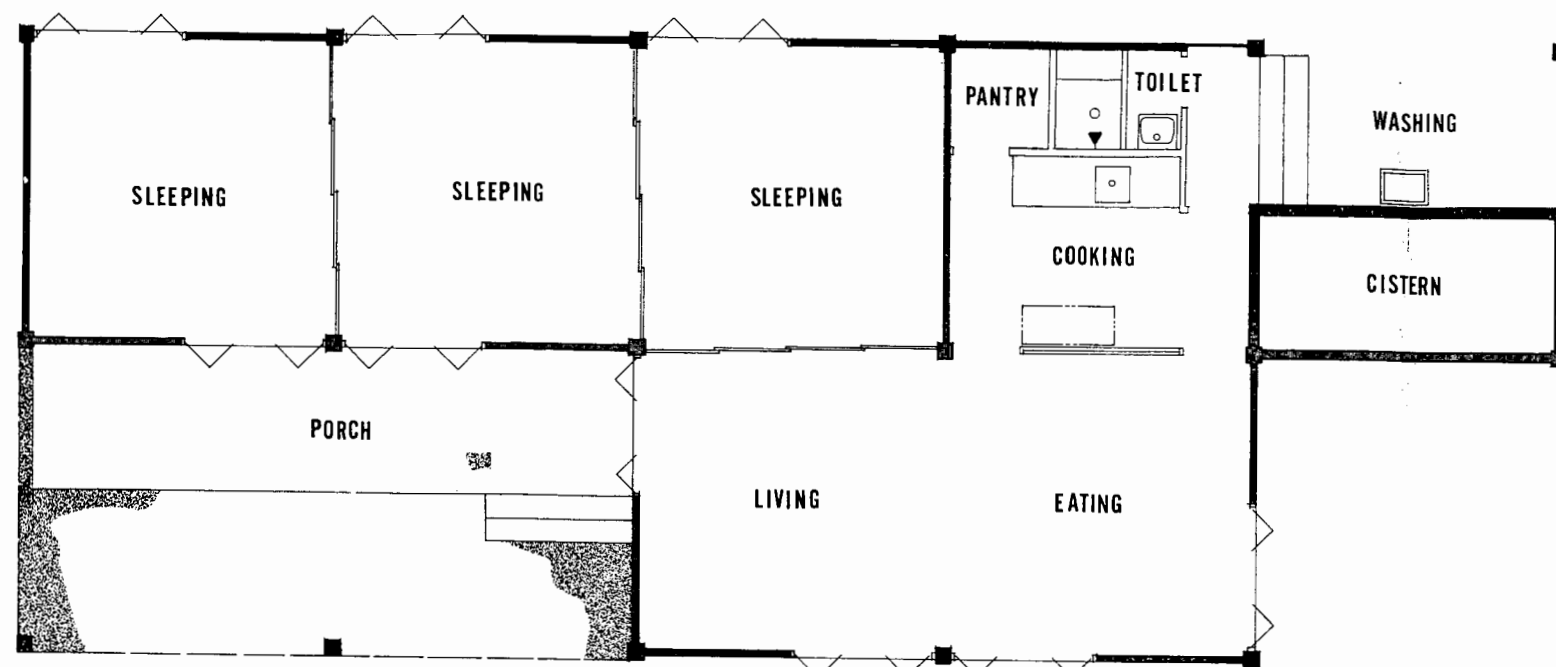 PANTRY
TOILET
WASHING
SLEEPING
SLEEPING
SLEEPING
COOKING
CISTERN
PORCH
LIVING
EATING